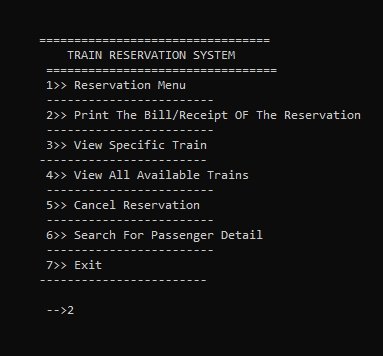 =================================
TRAIN RESERVATION SYSTEM
=================================
1>> Reservation Menu
------------------------
2>> Print The Bill/Receipt OF The Reservation
------------------------
3>> View Specific Train
------------------------
4>> View All Available Trains
------------------------
5>> Cancel Reservation
------------------------
6>> Search For Passenger Detail
------------------------
7>> Exit
------------------------
-->2